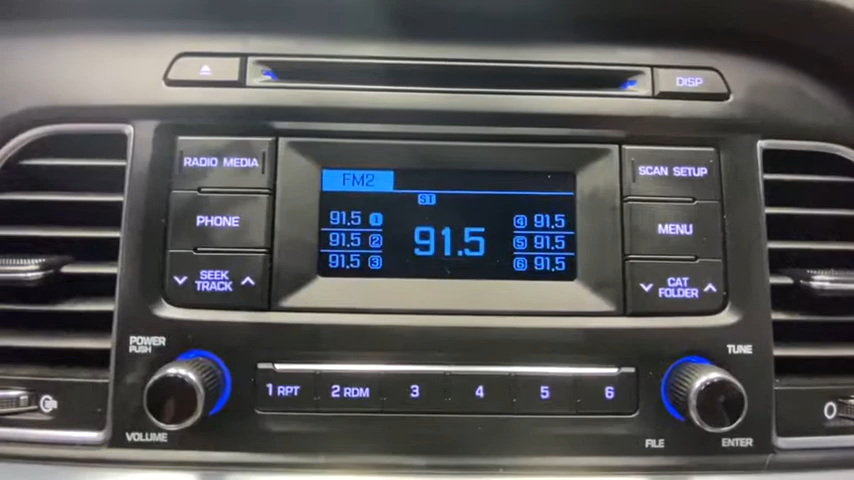 DISP
RADIO MEDIA
PHONE
SEEK
TRACK
FM2
ST
91.5 1
91.5 2
91.5 3
91.5
4 91.5
5 91.5
6 91.5
SCAN SETUP
MENU
CAT
FOLDER
POWER
PUSH
VOLUME
1 RPT
2 RDM
3
4
5
6
TUNE
FILE
ENTER
0